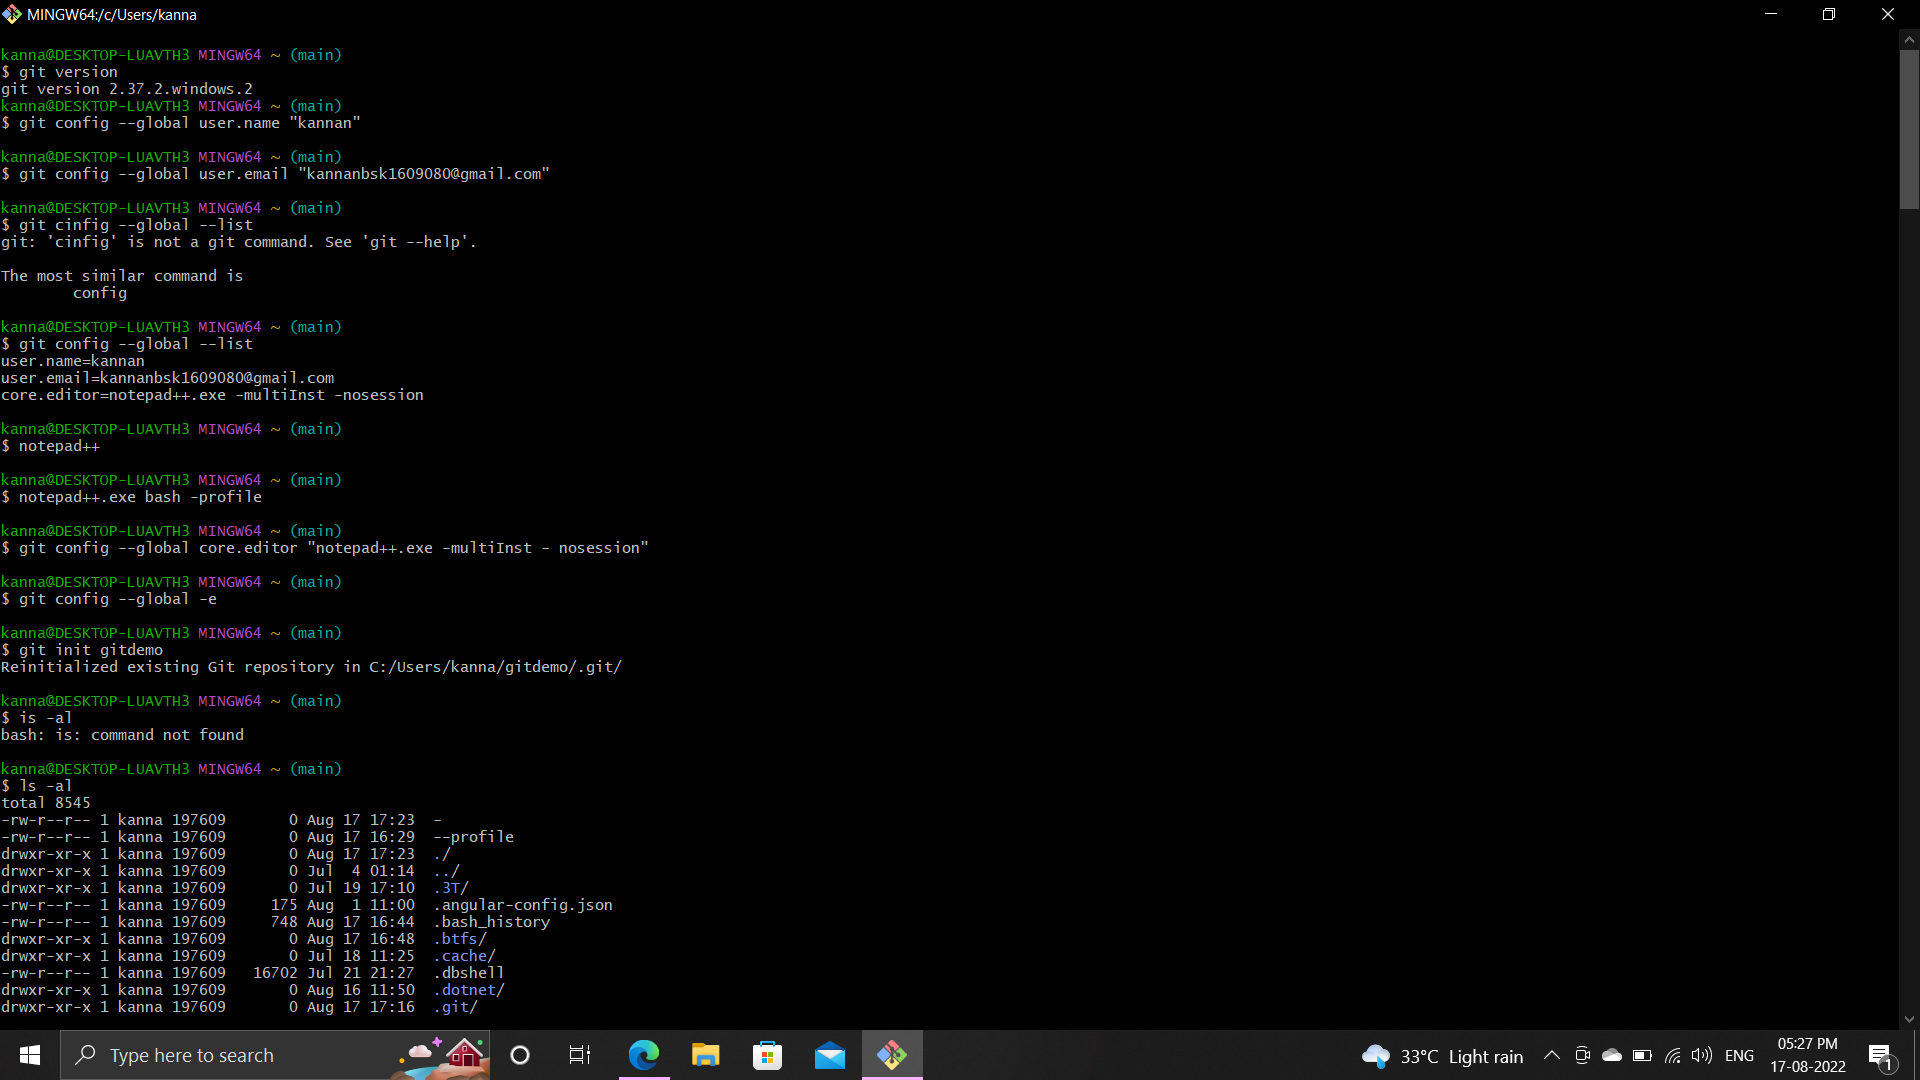 MINGW64:/c/Users/kanna
kanna@DESKTOP-LUAVTH3 MINGW64 ~ (main)
$ git version
git version 2.37.2.windows.2
kanna@DESKTOP-LUAVTH3 MINGW64 ~ (main)
$ git config --global user.name "kannan"
kanna@DESKTOP-LUAVTH3 MINGW64 ~ (main)
$ git config --global user.email "kannanbsk1609080@gmail.com"
kanna@DESKTOP-LUAVTH3 MINGW64 ~ (main)
$ git cinfig --global --list
git: 'cinfig' is not a git command. See 'git --help'.
The most similar command is
config
kanna@DESKTOP-LUAVTH3 MINGW64 ~ (main)
$ git config --global --list
user.name=kannan
user.email=kannanbsk1609080@gmail.com
core.editor=notepad++.exe -multiInst -nosession
kanna@DESKTOP-LUAVTH3 MINGW64 ~ (main)
$ notepad++
kanna@DESKTOP-LUAVTH3 MINGW64 ~ (main)
$ notepad++.exe bash -profile
kanna@DESKTOP-LUAVTH3 MINGW64 ~ (main)
$ git config --global core.editor "notepad++.exe -multiInst - nosession"
kanna@DESKTOP-LUAVTH3 MINGW64 ~ (main)
$ git config --global -e
kanna@DESKTOP-LUAVTH3 MINGW64 ~ (main)
$ git init gitdemo
Reinitialized existing Git repository in C:/Users/kanna/gitdemo/.git/
kanna@DESKTOP-LUAVTH3 MINGW64 ~ (main)
$ is -al
bash: is: command not found
kanna@DESKTOP-LUAVTH3 MINGW64 ~ (main)
$ ls -al
total 8545
-rw-r--r-- 1 kanna 197609 0 Aug 17 17:23 -
-rw-r--r-- 1 kanna 197609 0 Aug 17 16:29 --profile
drwxr-xr-x 1 kanna 197609 0 Aug 17 17:23 ./
drwxr-xr-x 1 kanna 197609 0 Jul 4 01:14 ../
drwxr-xr-x 1 kanna 197609 0 Jul 19 17:10 .3T/
-rw-r--r-- 1 kanna 197609 175 Aug 1 11:00 .angular-config.json
-rw-r--r-- 1 kanna 197609 748 Aug 17 16:44 .bash_history
drwxr-xr-x 1 kanna 197609 0 Aug 17 16:48 .btfs/
drwxr-xr-x 1 kanna 197609 0 Jul 18 11:25 .cache/
-rw-r--r-- 1 kanna 197609 16702 Jul 21 21:27 .dbshell
drwxr-xr-x 1 kanna 197609 0 Aug 16 11:50 .dotnet/
drwxr-xr-x 1 kanna 197609 0 Aug 17 17:16 .git/
Type here to search
33°C Light rain
ENG
05:27 PM
17-08-2022
1